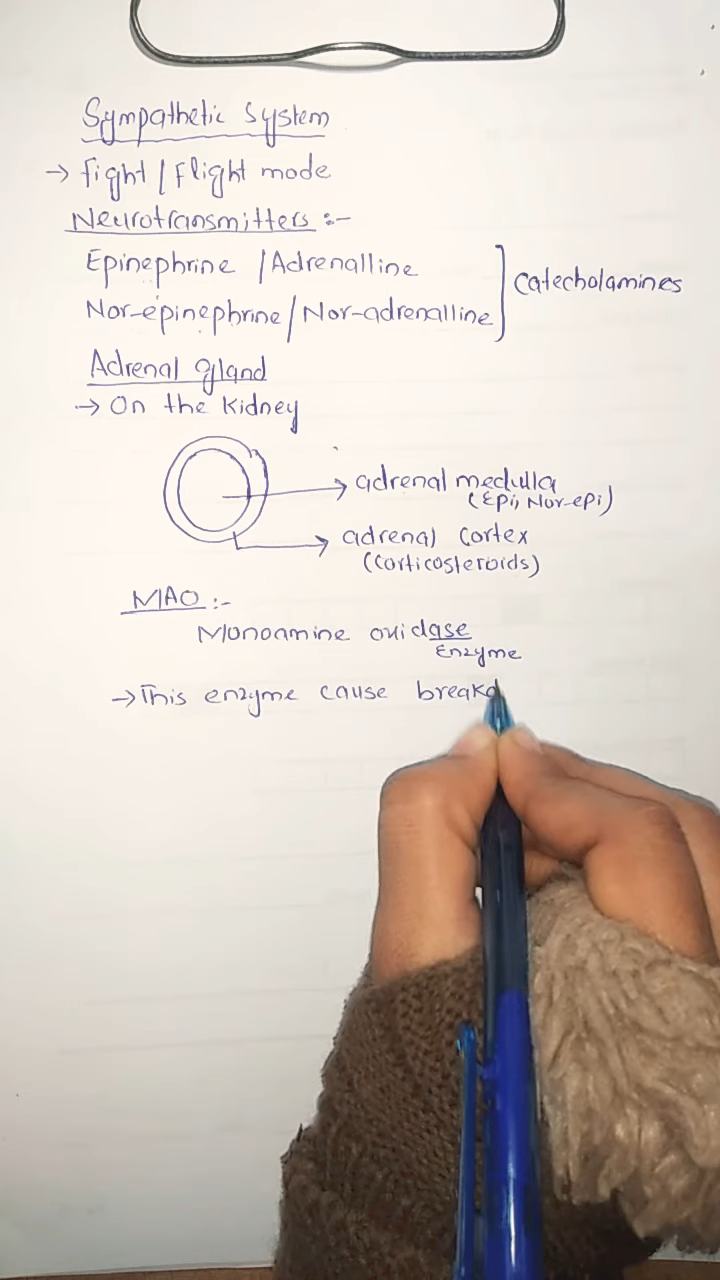 Sympathetic System
→ Fight / Flight mode
Neurotransmitters :-
Epinephrine / Adrenalline
Nor-epinephrine / Nor-adrenalline
Catecholamines
Adrenal gland
→ On the kidney
→ adrenal medulla
(Epi, Nor-epi)
→ adrenal cortex
(corticosteroids)
MAO :-
Monoamine oxidase
Enzyme
→ This enzyme cause breakd